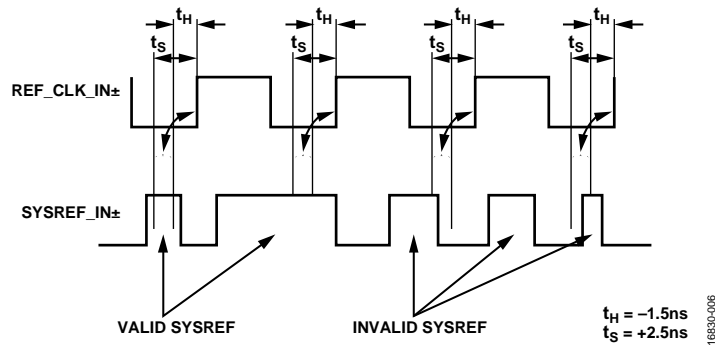 tH tH tH tH
tS tS tS tS
REF_CLK_IN±
SYSREF_IN±
VALID SYSREF INVALID SYSREF
tH = –1.5ns
tS = +2.5ns
16830-006